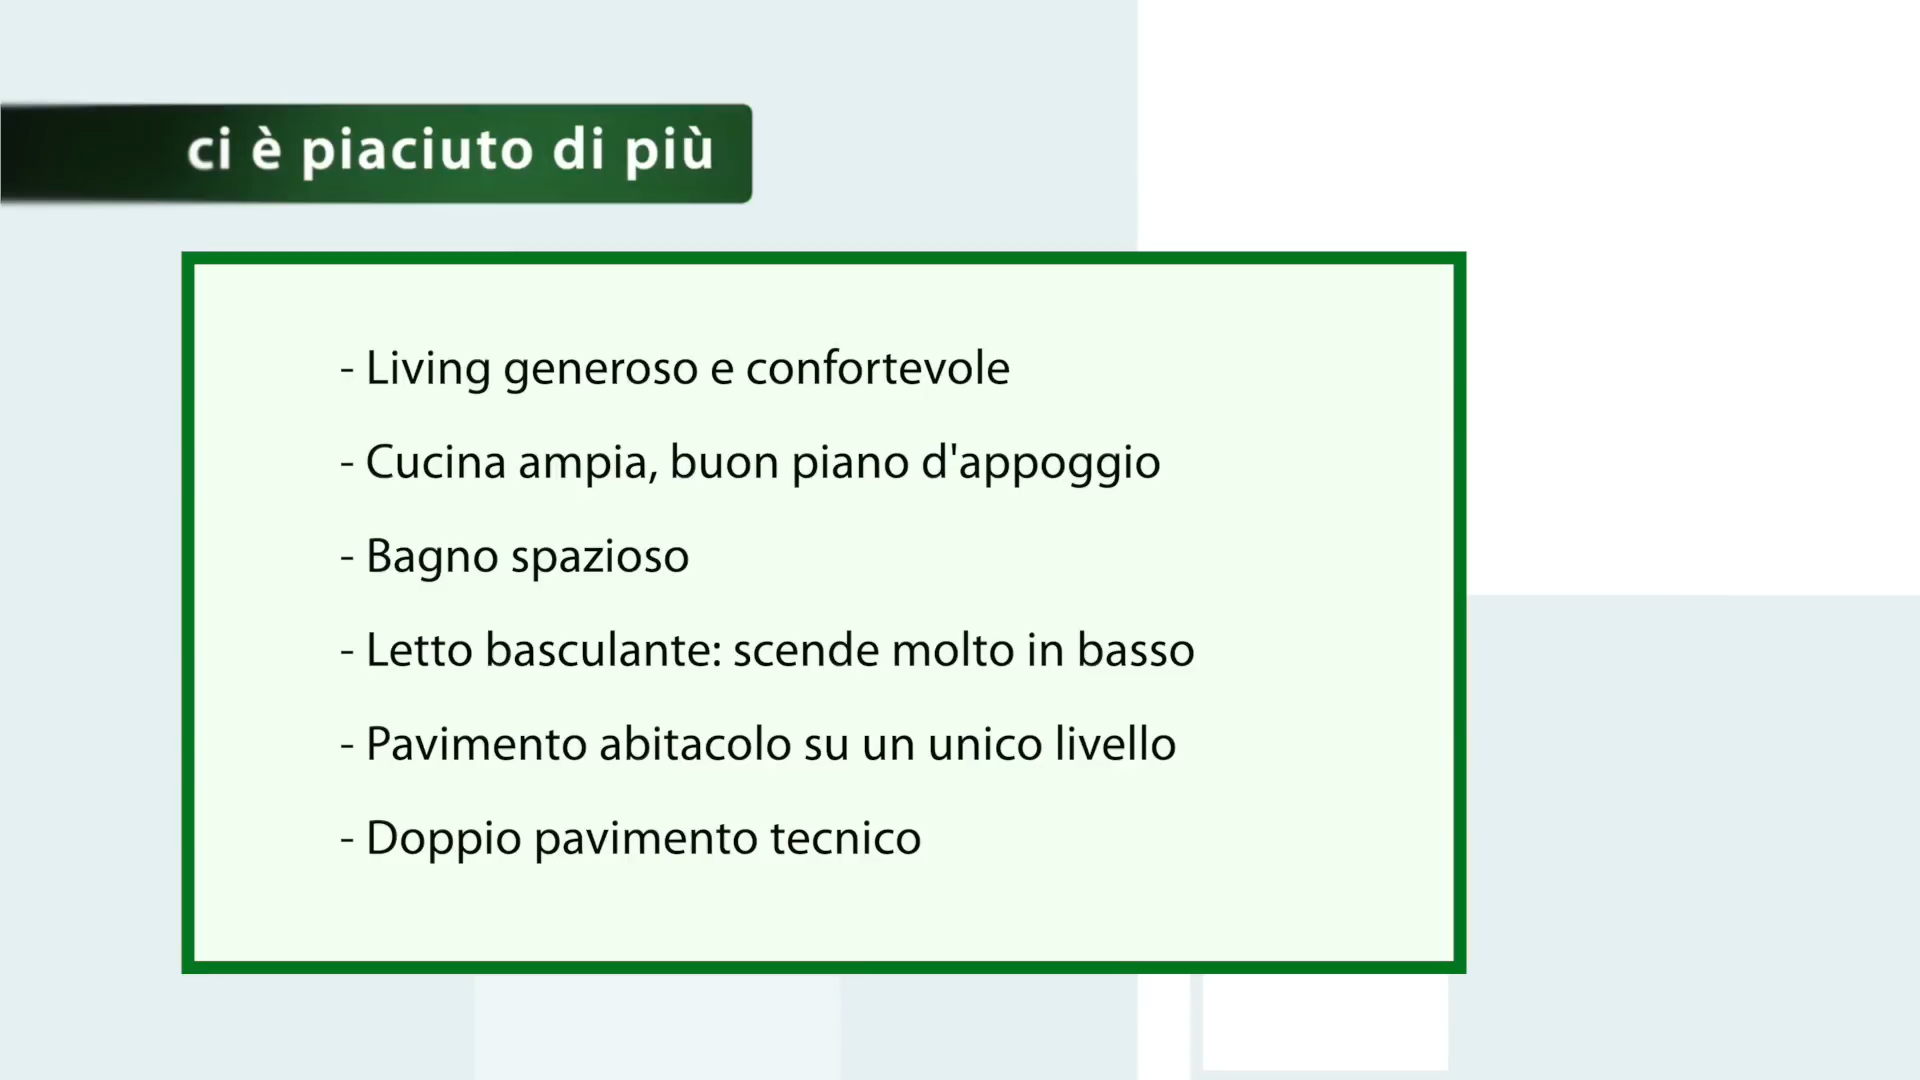 ci è piaciuto di più
- Living generoso e confortevole
- Cucina ampia, buon piano d'appoggio
- Bagno spazioso
- Letto basculante: scende molto in basso
- Pavimento abitacolo su un unico livello
- Doppio pavimento tecnico